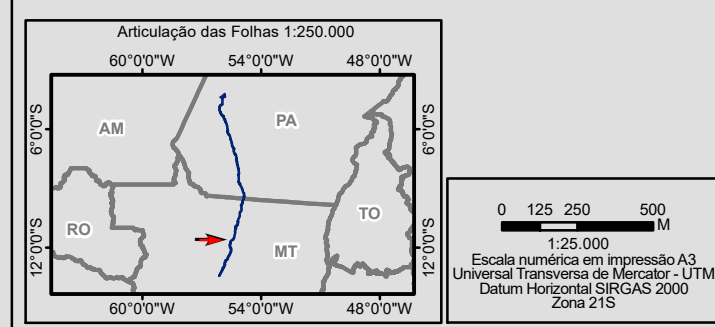 Articulação das Folhas 1:250.000
60°0'0"W 54°0'0"W 48°0'0"W
6°0'0"S
6°0'0"S
AM
PA
RO
TO
MT
12°0'0"S
12°0'0"S
60°0'0"W 54°0'0"W 48°0'0"W
0 125 250 500
M
1:25.000
Escala numérica em impressão A3
Universal Transversa de Mercator - UTM
Datum Horizontal SIRGAS 2000
Zona 21S